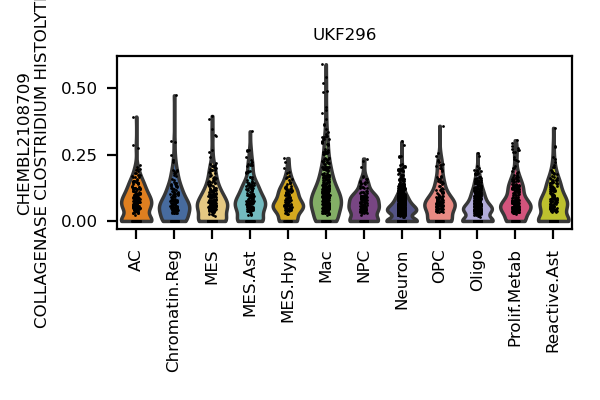 UKF296
CHEMBL2108709
COLLAGENASE CLOSTRIDIUM
0.50
0.25
0.00
AC
Chromatin.Reg
MES
MES.Ast
MES.Hyp
Mac
NPC
Neuron
OPC
Oligo
Prolif.Metab
Reactive.Ast